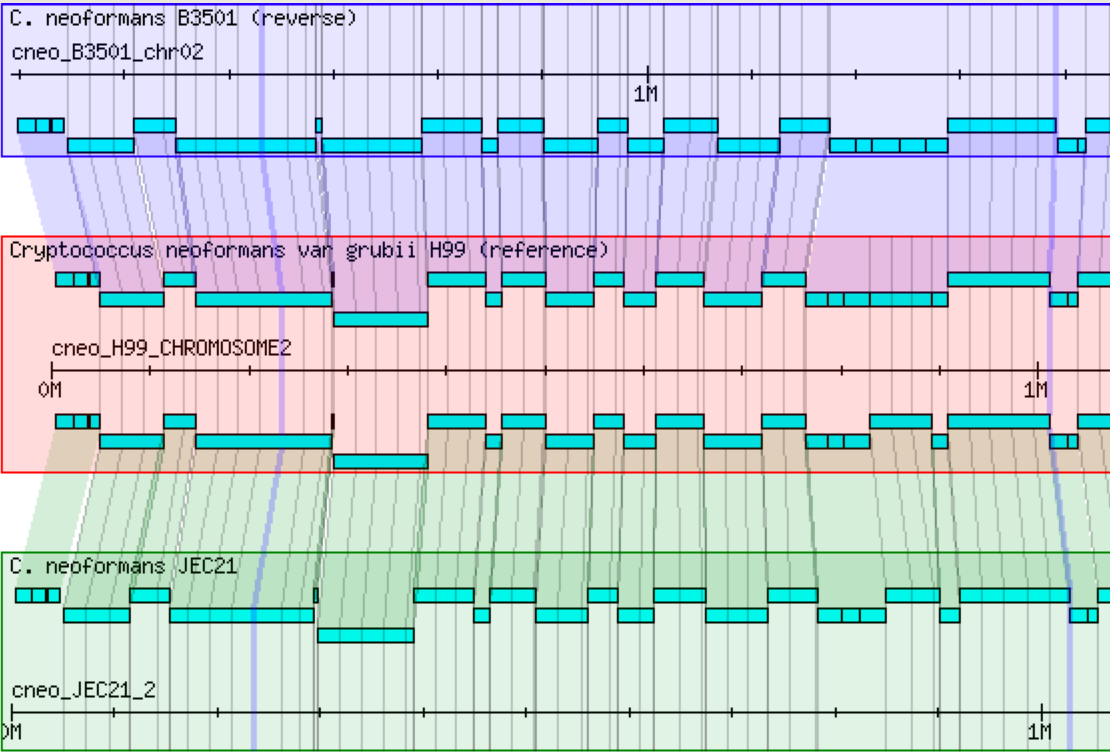 C. neoformans B3501 (reverse)
cneo_B3501_chr02
1M
Cryptococcus neoformans var grubii H99 (reference)
cneo_H99_CHROMOSOME2
0M 1M
C. neoformans JEC21
cneo_JEC21_2
0M 1M